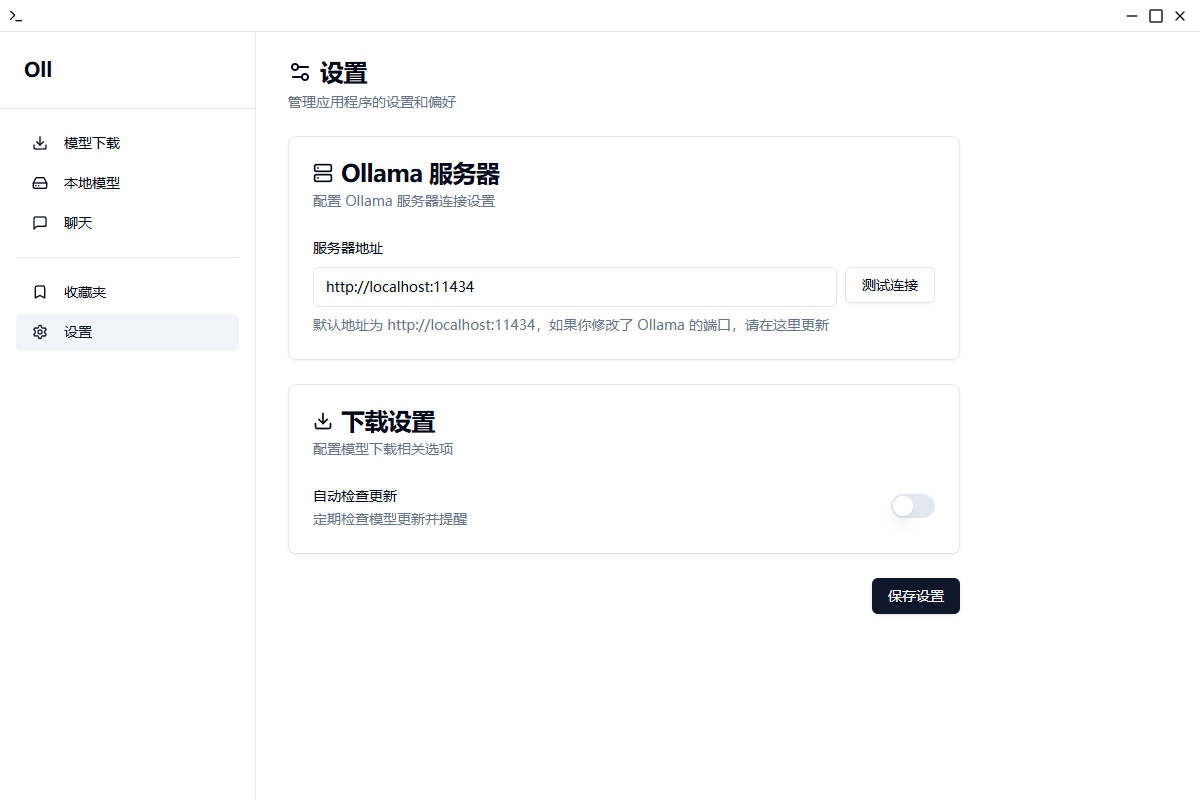 Oll
模型下载
本地模型
聊天
收藏夹
设置
设置
管理应用程序的设置和偏好
Ollama 服务器
配置 Ollama 服务器连接设置
服务器地址
http://localhost:11434
测试连接
默认地址为 http://localhost:11434，如果你修改了 Ollama 的端口，请在这里更新
下载设置
配置模型下载相关选项
自动检查更新
定期检查模型更新并提醒
保存设置